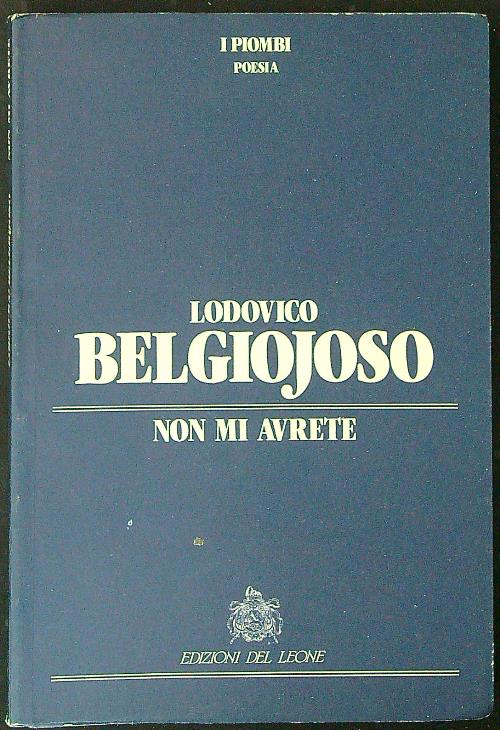 I PIOMBI
POESIA
LODOVICO
BELGIOJOSO
NON MI AVRETE
EDIZIONI DEL LEONE